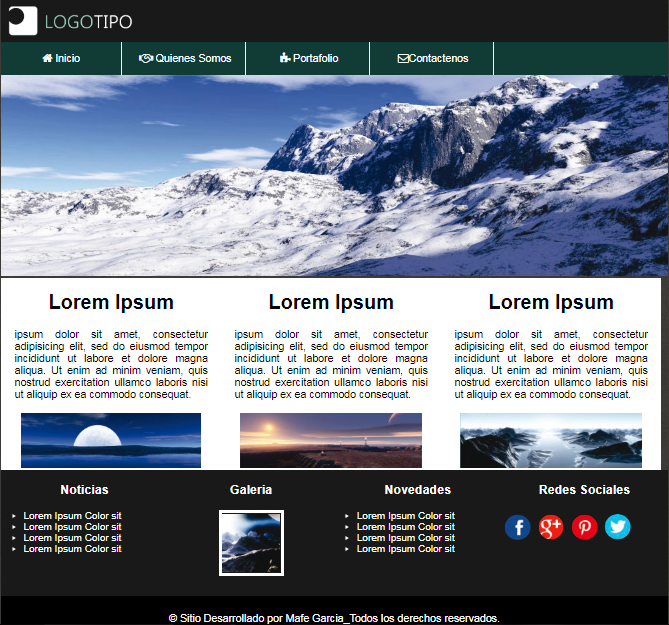 LOGOTIPO
Inicio
Quienes Somos
Portafolio
Contactenos
Lorem Ipsum
ipsum dolor sit amet, consectetur
adipisicing elit, sed do eiusmod tempor
incididunt ut labore et dolore magna
aliqua. Ut enim ad minim veniam, quis
nostrud exercitation ullamco laboris nisi
ut aliquip ex ea commodo consequat.
Lorem Ipsum
ipsum dolor sit amet, consectetur
adipisicing elit, sed do eiusmod tempor
incididunt ut labore et dolore magna
aliqua. Ut enim ad minim veniam, quis
nostrud exercitation ullamco laboris nisi
ut aliquip ex ea commodo consequat.
Lorem Ipsum
ipsum dolor sit amet, consectetur
adipisicing elit, sed do eiusmod tempor
incididunt ut labore et dolore magna
aliqua. Ut enim ad minim veniam, quis
nostrud exercitation ullamco laboris nisi
ut aliquip ex ea commodo consequat.
Noticias
Lorem Ipsum Color sit
Lorem Ipsum Color sit
Lorem Ipsum Color sit
Lorem Ipsum Color sit
Galeria
Novedades
Lorem Ipsum Color sit
Lorem Ipsum Color sit
Lorem Ipsum Color sit
Lorem Ipsum Color sit
Redes Sociales
f
g+
© Sitio Desarrollado por Mafe Garcia_Todos los derechos reservados.